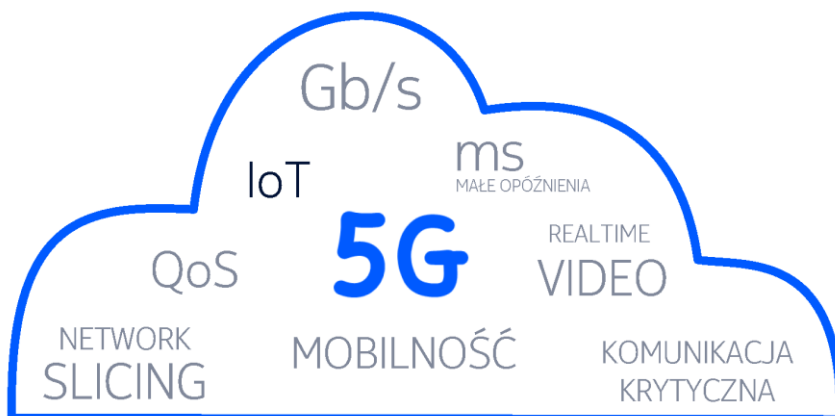 Gb/s
ms
MAŁE OPÓŹNIENIA
IoT
5G
REALTIME
VIDEO
QoS
NETWORK
SLICING
MOBILNOŚĆ
KOMUNIKACJA
KRYTYCZNA